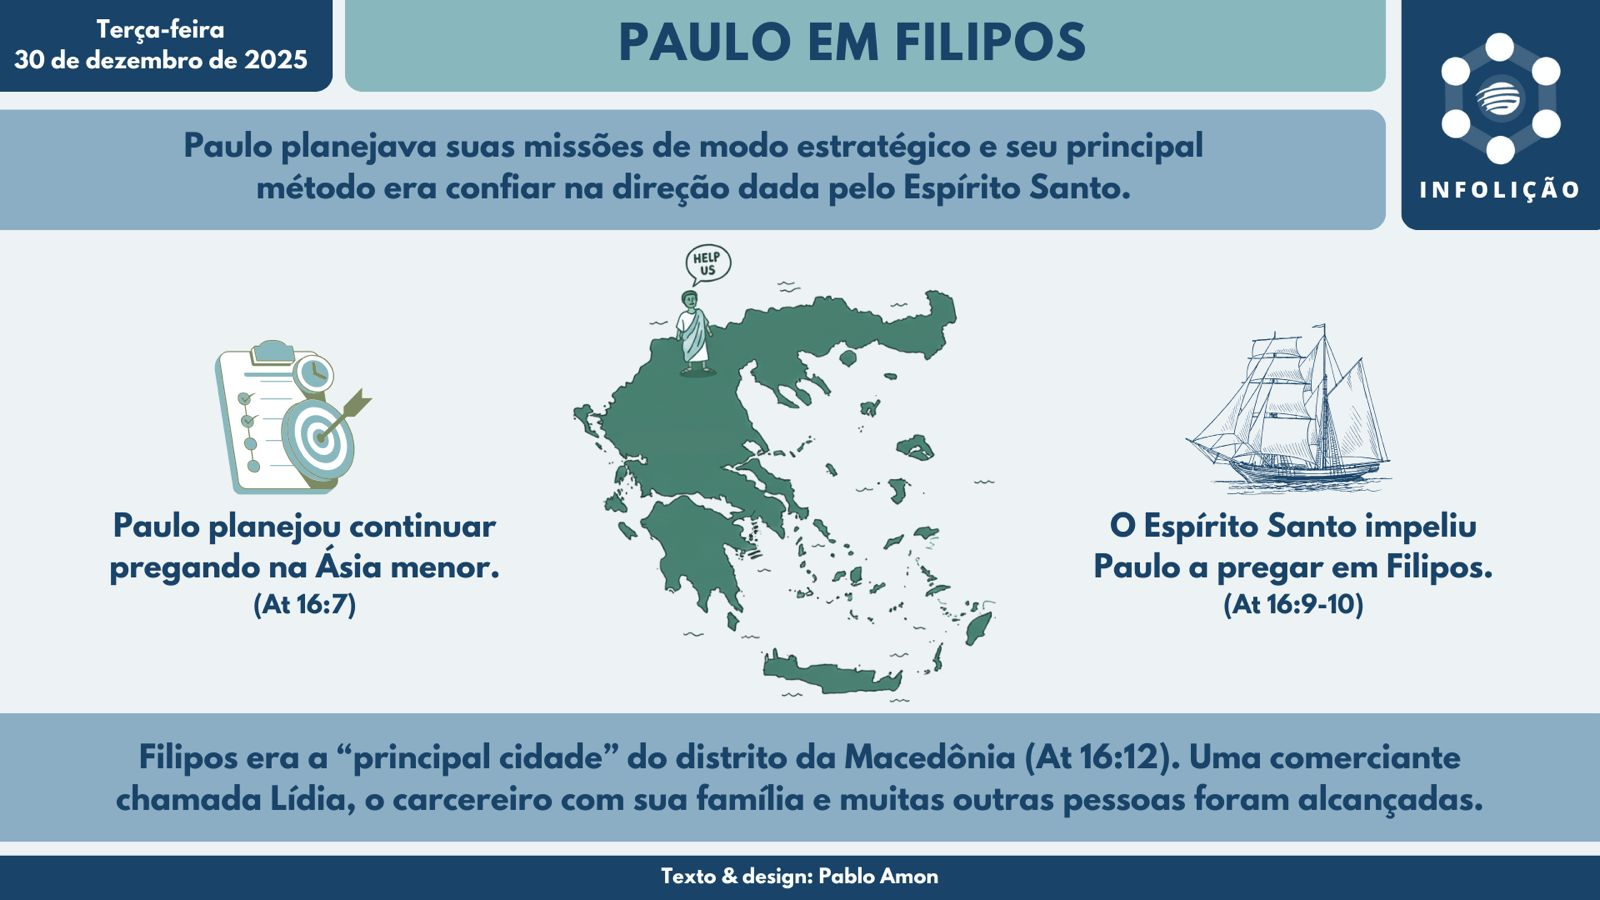 Terça-feira
30 de dezembro de 2025
PAULO EM FILIPOS
INFOLIÇÃO
Paulo planejava suas missões de modo estratégico e seu principal
método era confiar na direção dada pelo Espírito Santo.
HELP
US
Paulo planejou continuar
pregando na Ásia menor.
(At 16:7)
O Espírito Santo impeliu
Paulo a pregar em Filipos.
(At 16:9-10)
Filipos era a “principal cidade” do distrito da Macedônia (At 16:12). Uma comerciante
chamada Lídia, o carcereiro com sua família e muitas outras pessoas foram alcançadas.
Texto & design: Pablo Amon